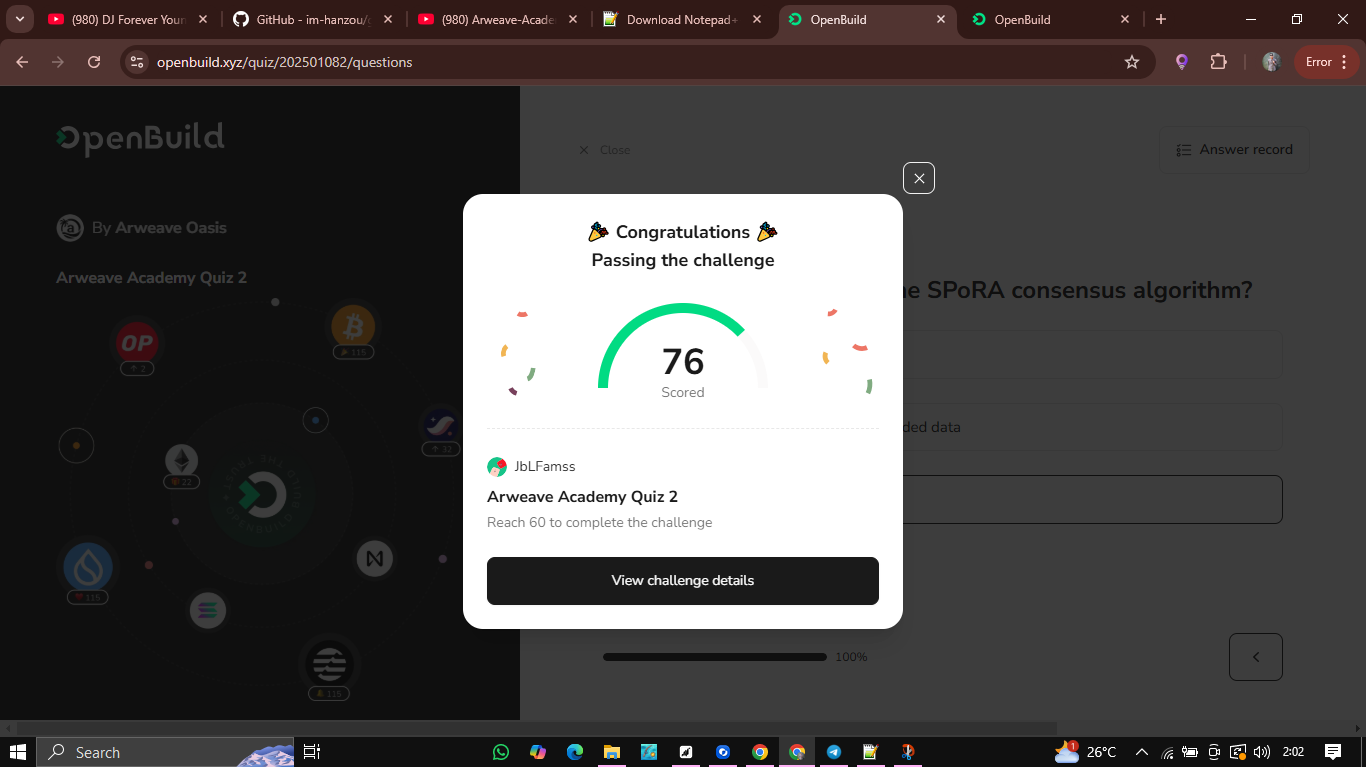 (980) DJ Forever Youn
GitHub - im-hanzou/g
(980) Arweave-Acade
Download Notepad+
OpenBuild
OpenBuild
openbuild.xyz/quiz/202501082/questions
Error
OpenBuild
Close
Answer record
By Arweave Oasis
Arweave Academy Quiz 2
🎉 Congratulations 🎉
Passing the challenge
e SPoRA consensus algorithm?
76
Scored
ded data
JbLFamss
Arweave Academy Quiz 2
Reach 60 to complete the challenge
View challenge details
100%
OP
2
115
32
22
115
115
Search
1
26°C
2:02